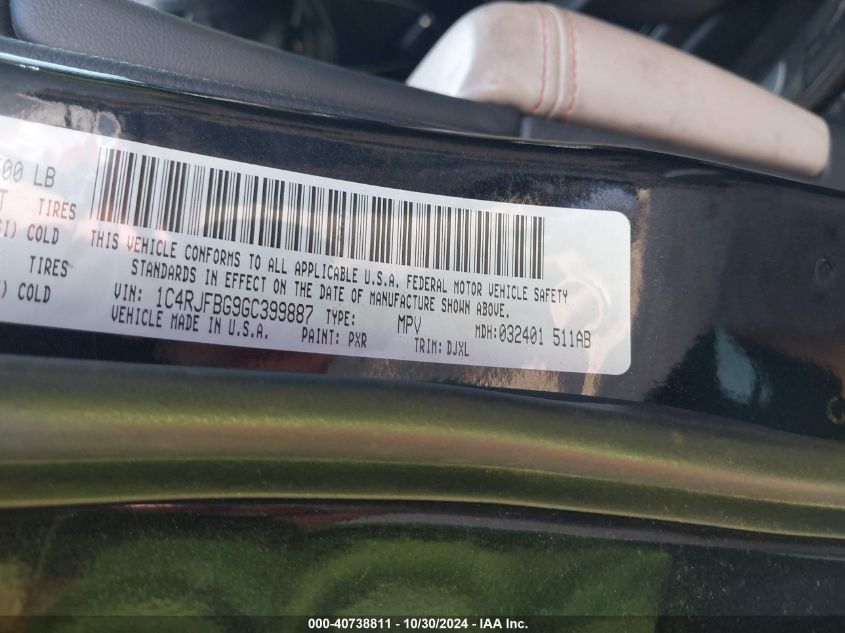 500 LB
TIRES
SI) COLD
TIRES
COLD
THIS VEHICLE CONFORMS TO ALL APPLICABLE U.S.A. FEDERAL MOTOR VEHICLE SAFETY
STANDARDS IN EFFECT ON THE DATE OF MANUFACTURE SHOWN ABOVE.
VIN: 1C4RJFBG9GC399887 TYPE: MPV MDH:032401 511AB
VEHICLE MADE IN U.S.A. PAINT: PXR TRIM:DJXL
000-40738811 - 10/30/2024 - IAA Inc.